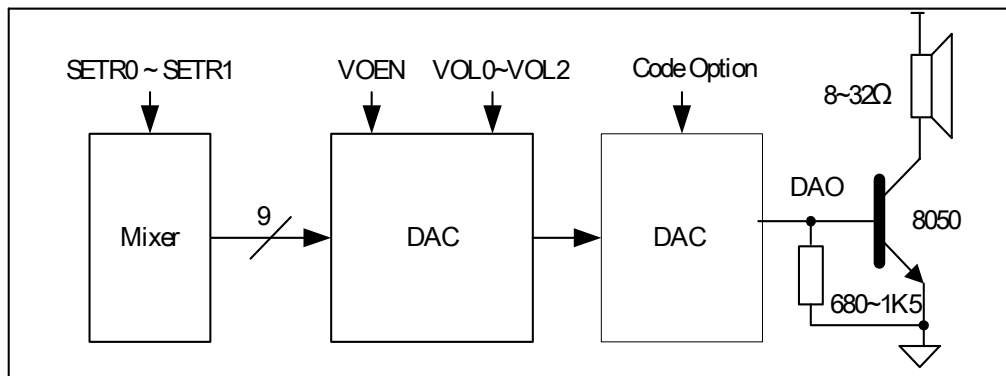 SETR0 ~ SETR1
VOEN
VOL0~VOL2
Code Option
8~32Ω
Mixer
9
DAC
DAC
DAO
8050
680~1K5